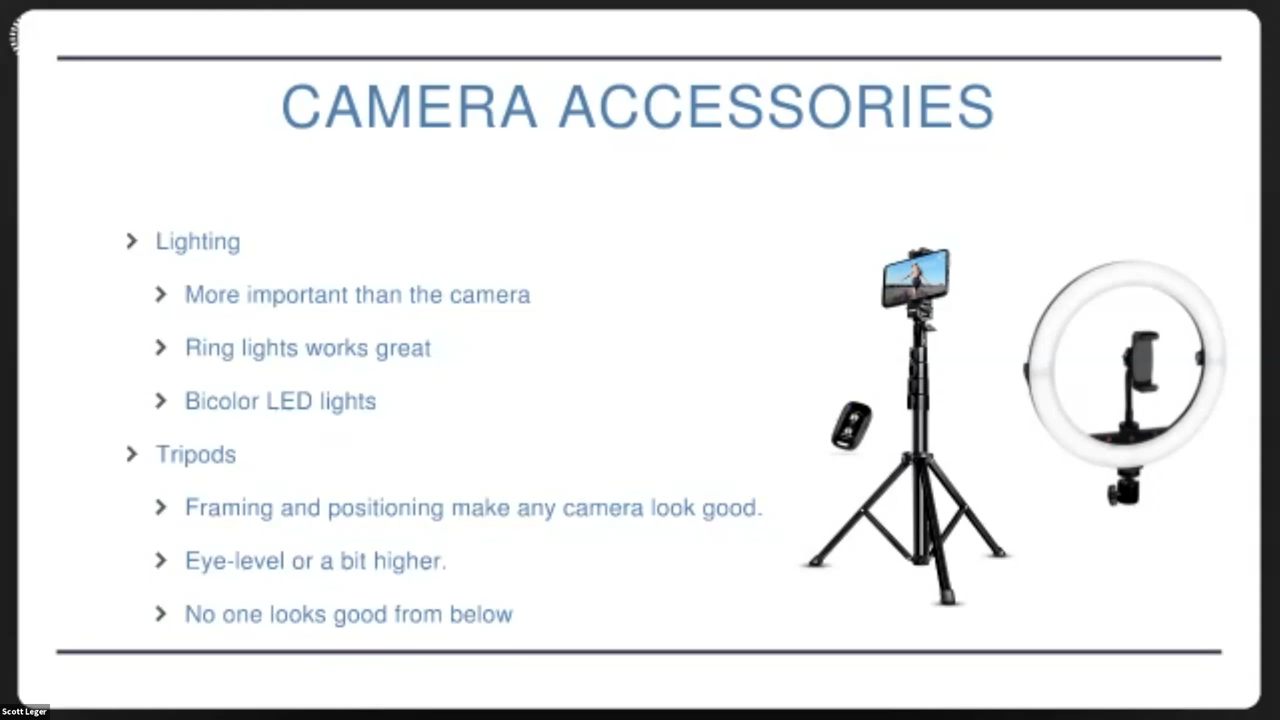 CAMERA ACCESSORIES
Lighting
More important than the camera
Ring lights works great
Bicolor LED lights
Tripods
Framing and positioning make any camera look good.
Eye-level or a bit higher.
No one looks good from below
Scott Leger